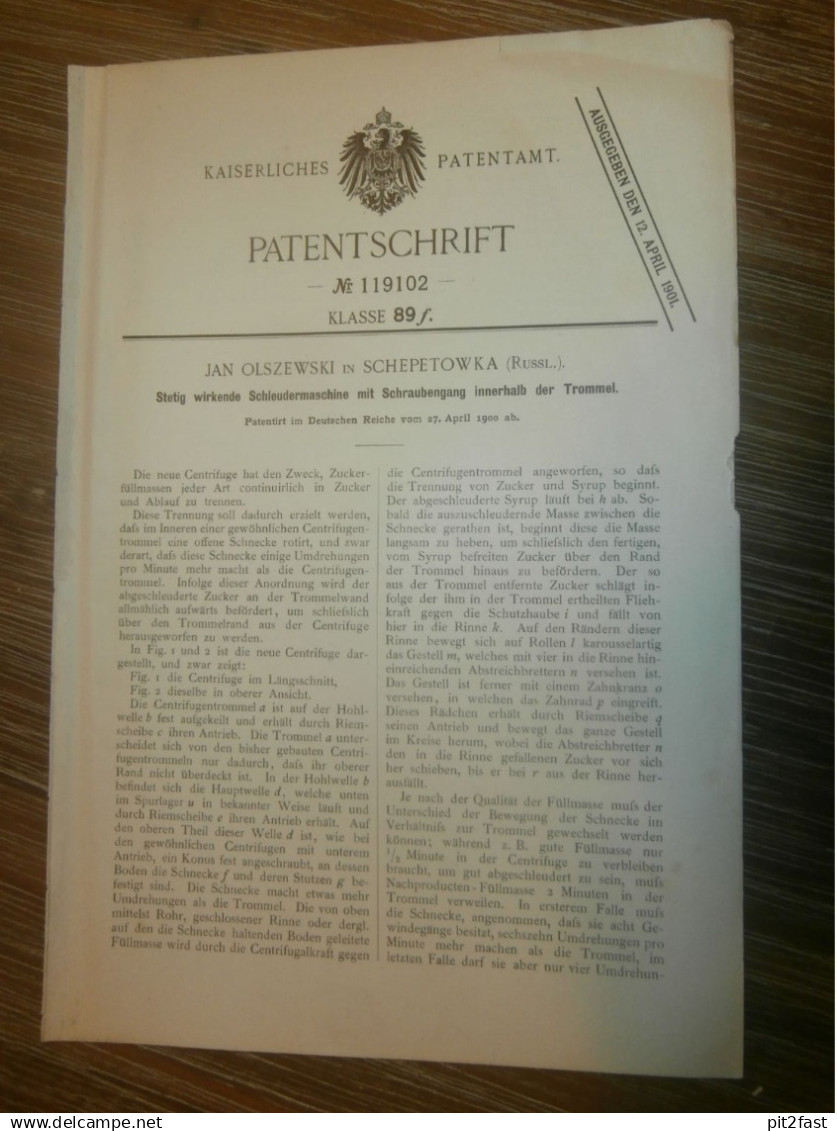 KAISERLICHES PATENTAMT.
AUSGEGEBEN DEN 12. APRIL 1901.
PATENTSCHRIFT
— № 119102 —
KLASSE 89 f.
JAN OLSZEWSKI IN SCHEPETOWKA (RUSSL.).
Stetig wirkende Schleudermaschine mit Schraubengang innerhalb der Trommel.
Patentirt im Deutschen Reiche vom 27. April 1900 ab.
Die neue Centrifuge hat den Zweck, Zucker-
füllmassen jeder Art continuirlich in Zucker
und Ablauf zu trennen.
Diese Trennung soll dadurch erzielt werden,
daſs im Inneren einer gewöhnlichen Centrifugen-
trommel eine offene Schnecke rotirt, und zwar
derart, daſs diese Schnecke einige Umdrehungen
pro Minute mehr macht als die Centrifugen-
trommel. Infolge dieser Anordnung wird der
abgeschleuderte Zucker an der Trommelwand
allmählich aufwärts befördert, um schlieſslich
über den Trommelrand aus der Centrifuge
herausgeworfen zu werden.
In Fig. 1 und 2 ist die neue Centrifuge dar-
gestellt, und zwar zeigt:
Fig. 1 die Centrifuge im Längsschnitt,
Fig. 2 dieselbe in oberer Ansicht.
Die Centrifugentrommel a ist auf der Hohl-
welle b fest aufgekeilt und erhält durch Riem-
scheibe c ihren Antrieb. Die Trommel a unter-
scheidet sich von den bisher gebauten Centri-
fugentrommeln nur dadurch, daſs ihr oberer
Rand nicht überdeckt ist. In der Hohlwelle b
befindet sich die Hauptwelle d, welche unten
im Spurlager u in bekannter Weise läuft und
durch Riemscheibe e ihren Antrieb erhält. Auf
den oberen Theil dieser Welle d ist, wie bei
den gewöhnlichen Centrifugen mit unterem
Antrieb, ein Konus fest angeschraubt, an dessen
Boden die Schnecke f und deren Stutzen g be-
festigt sind. Die Schnecke macht etwas mehr
Umdrehungen als die Trommel. Die von oben
mittelst Rohr, geschlossener Rinne oder dergl.
auf den die Schnecke haltenden Boden geleitete
Füllmasse wird durch die Centrifugalkraft gegen
die Centrifugentrommel angeworfen, so daſs
die Trennung von Zucker und Syrup beginnt.
Der abgeschleuderte Syrup läuft bei h ab. So-
bald die auszuschleudernde Masse zwischen die
Schnecke gerathen ist, beginnt diese die Masse
langsam zu heben, um schlieſslich den fertigen,
vom Syrup befreiten Zucker über den Rand
der Trommel hinaus zu befördern. Der so
aus der Trommel entfernte Zucker schlägt in-
folge der ihm in der Trommel ertheilten Flieh-
kraft gegen die Schutzhaube i und fällt von
hier in die Rinne k. Auf den Rändern dieser
Rinne bewegt sich auf Rollen l karousselartig
das Gestell m, welches mit vier in die Rinne hin-
einreichenden Abstreichbrettern n versehen ist.
Das Gestell ist ferner mit einem Zahnkranz o
versehen, in welchen das Zahnrad p eingreift.
Dieses Rädchen erhält durch Riemscheibe q
seinen Antrieb und bewegt das ganze Gestell
im Kreise herum, wobei die Abstreichbretter n
den in die Rinne gefallenen Zucker vor sich
her schieben, bis er bei r aus der Rinne her-
ausfällt.
Je nach der Qualität der Füllmasse muſs der
Unterschied der Bewegung der Schnecke im
Verhältniſs zur Trommel gewechselt werden
können; während z. B. gute Füllmasse nur
1/2 Minute in der Centrifuge zu verbleiben
braucht, um gut abgeschleudert zu sein, muſs
Nachproducten-Füllmasse 2 Minuten in der
Trommel verweilen. In ersterem Falle muſs
die Schnecke, angenommen, daſs sie acht Ge-
windegänge besitzt, sechszehn Umdrehungen pro
Minute mehr machen als die Trommel, im
letzten Falle darf sie aber nur vier Umdrehun-
www.delcampe.net
pit2fast